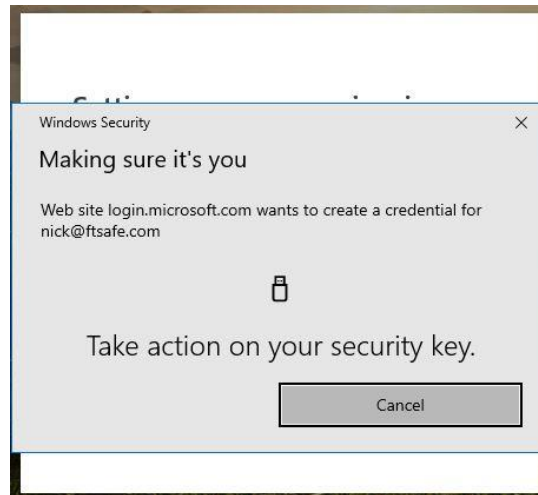 Windows Security
Making sure it's you
Web site login.microsoft.com wants to create a credential for
nick@ftsafe.com
Take action on your security key.
Cancel